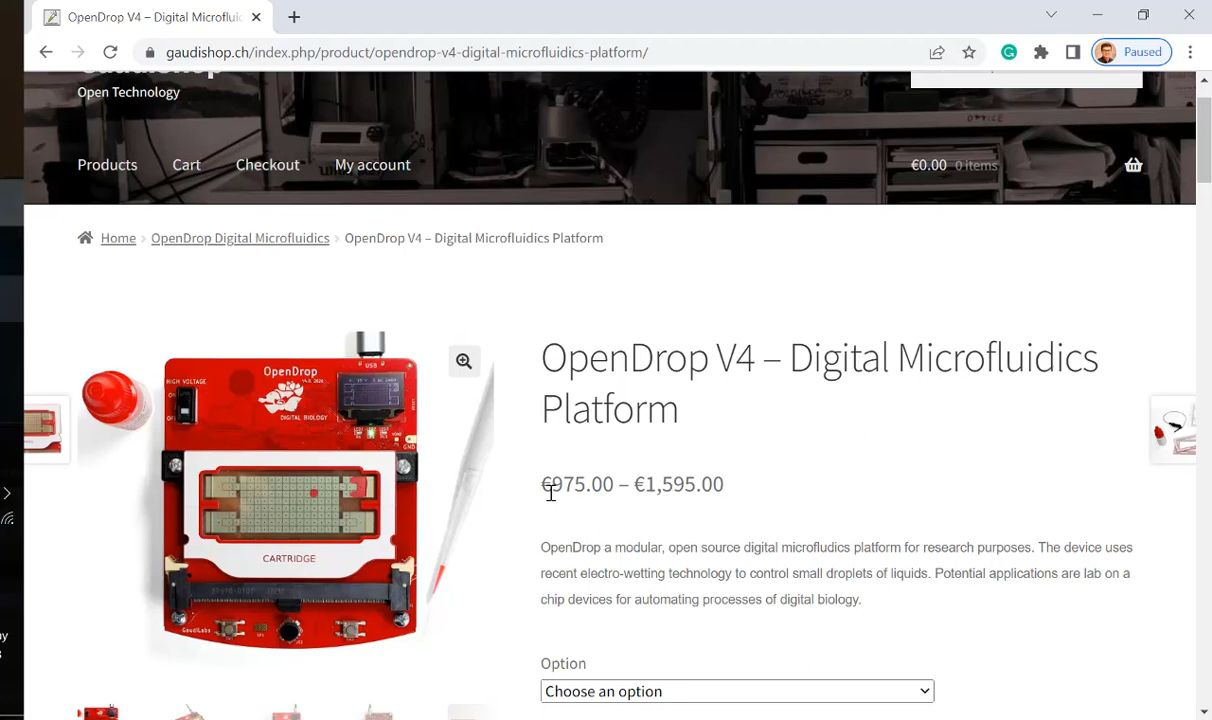 OpenDrop V4 – Digital Microfluidi
gaudishop.ch/index.php/product/opendrop-v4-digital-microfluidics-platform/
Paused
GaudiShop
Open Technology
OFFICE
Products
Cart
Checkout
My account
€0.00 0 items
Home
OpenDrop Digital Microfluidics
OpenDrop V4 – Digital Microfluidics Platform
OpenDrop V4 – Digital Microfluidics
Platform
€975.00 – €1,595.00
OpenDrop a modular, open source digital microfludics platform for research purposes. The device uses
recent electro-wetting technology to control small droplets of liquids. Potential applications are lab on a
chip devices for automating processes of digital biology.
Option
Choose an option
USB
HIGH VOLTAGE
OpenDrop
DIGITAL BIOLOGY
CARTRIDGE
GaudiLabs